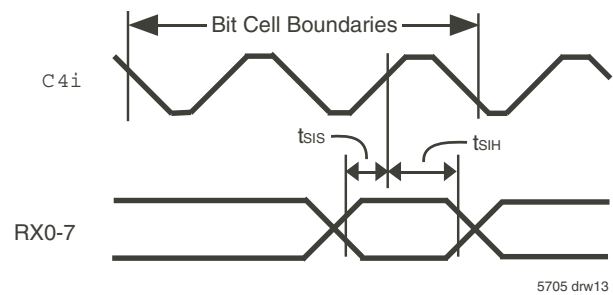 Bit Cell Boundaries
C4i
tSIS
tSIH
RX0-7
5705 drw13